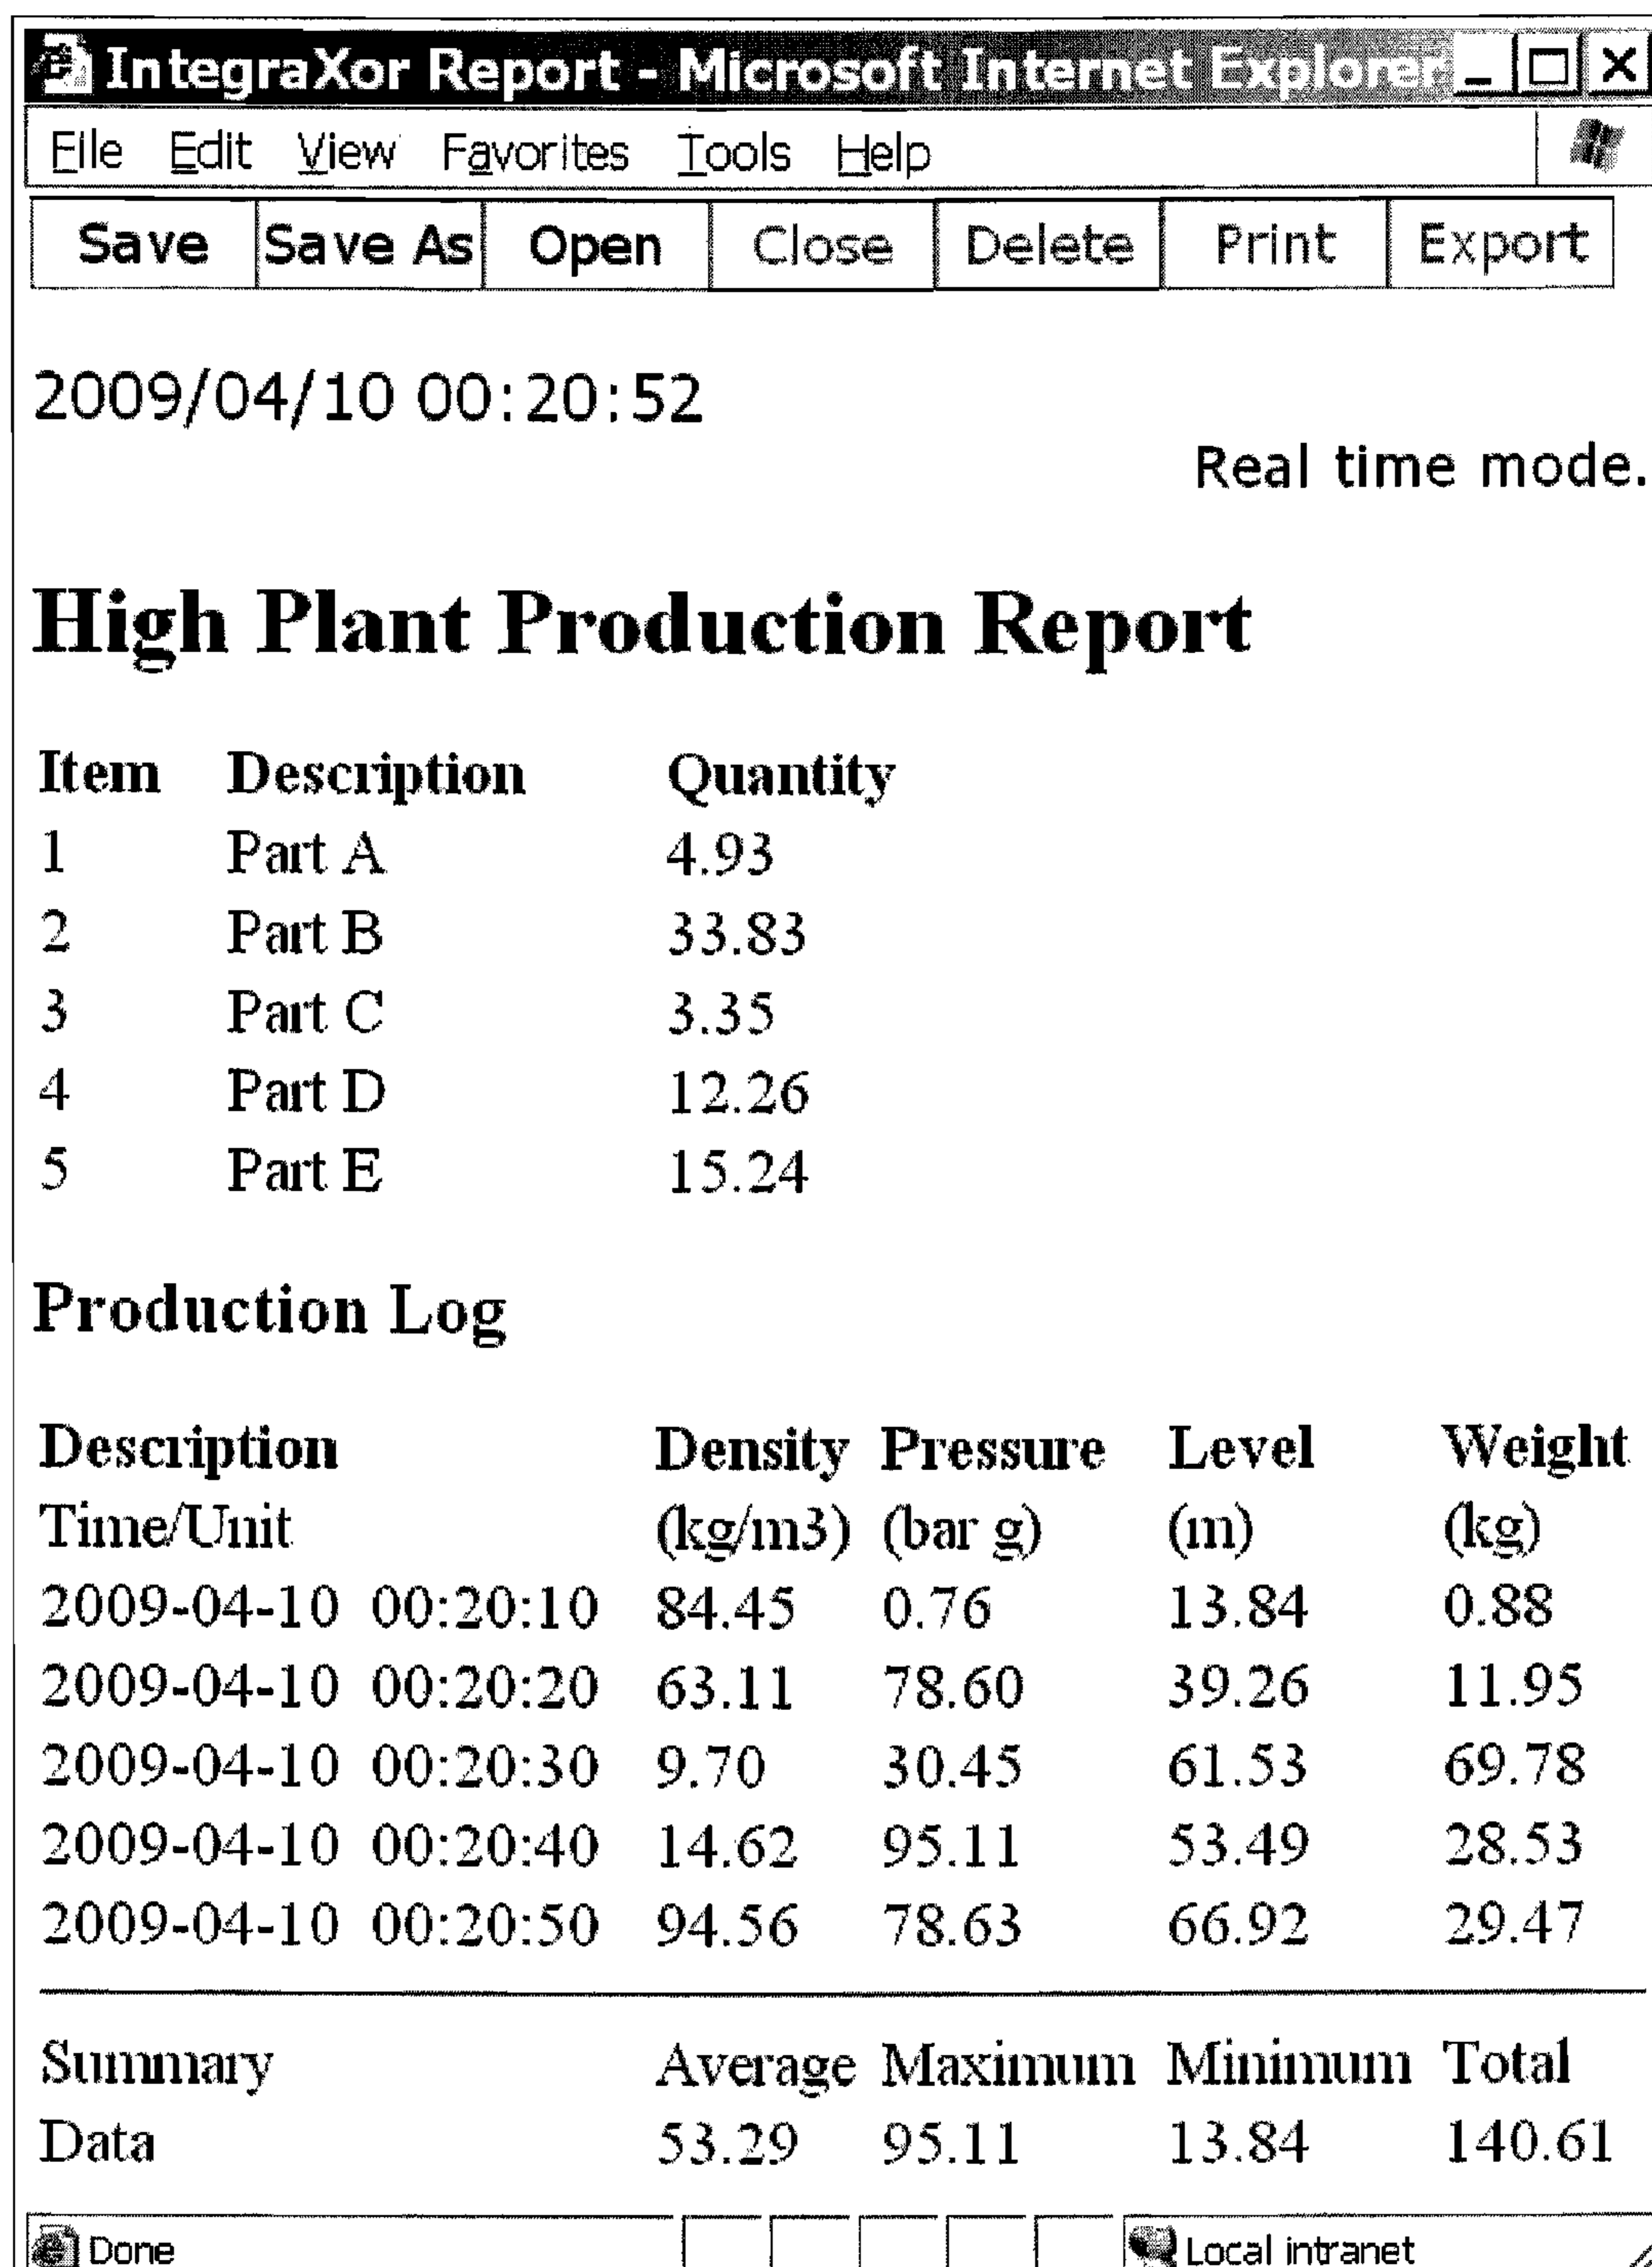 IntegraXor Report - Microsoft Internet Explorer
File Edit View Favorites Tools Help
Save Save As Open Close Delete Print Export
2009/04/10 00:20:52
Real time mode.
High Plant Production Report
Item Description Quantity
1 Part A 4.93
2 Part B 33.83
3 Part C 3.35
4 Part D 12.26
5 Part E 15.24
Production Log
Description Density Pressure Level Weight
Time/Unit (kg/m3) (bar g) (m) (kg)
2009-04-10 00:20:10 84.45 0.76 13.84 0.88
2009-04-10 00:20:20 63.11 78.60 39.26 11.95
2009-04-10 00:20:30 9.70 30.45 61.53 69.78
2009-04-10 00:20:40 14.62 95.11 53.49 28.53
2009-04-10 00:20:50 94.56 78.63 66.92 29.47
Summary Average Maximum Minimum Total
Data 53.29 95.11 13.84 140.61
Done Local intranet